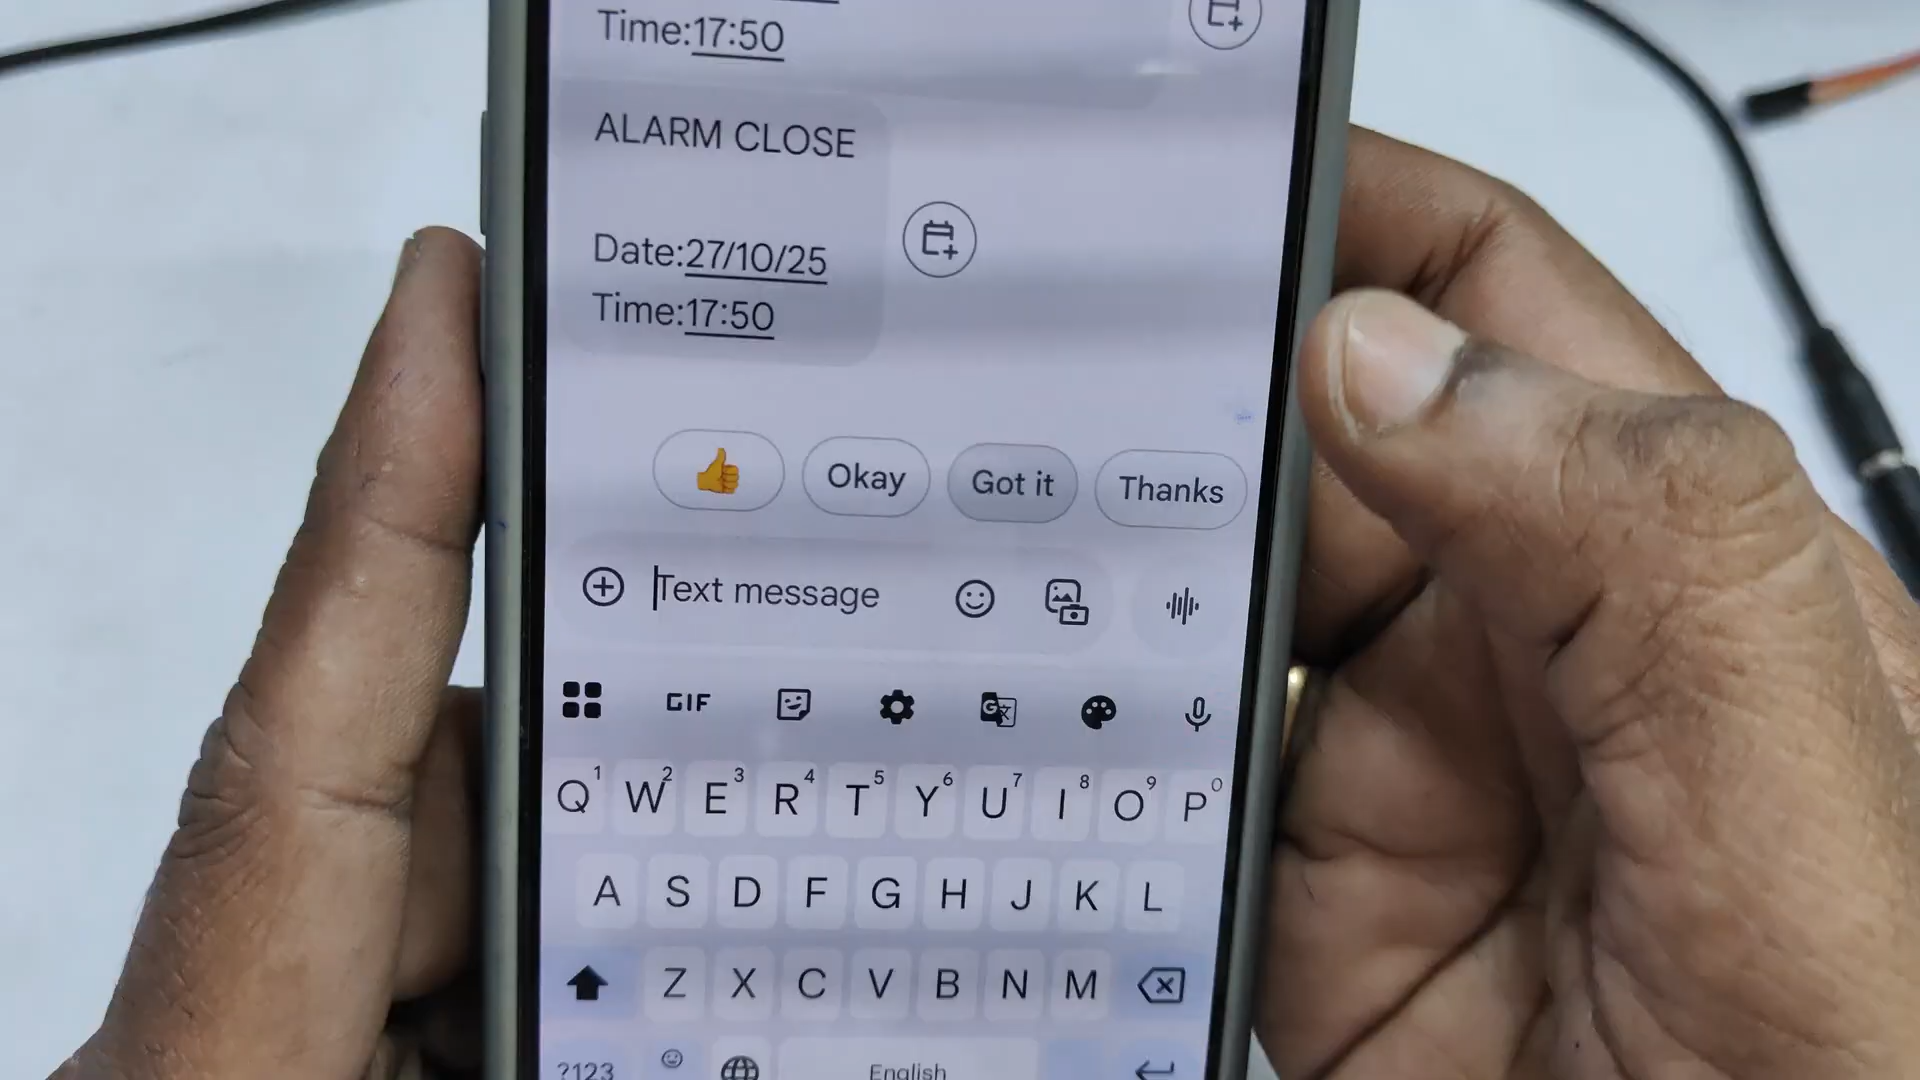 Time:17:50
ALARM CLOSE
Date:27/10/25
Time:17:50
👍 Okay Got it Thanks
Text message
GIF
Q1 W2 E3 R4 T5 Y6 U7 I8 O9 P0
A S D F G H J K L
Z X C V B N M
?123 English